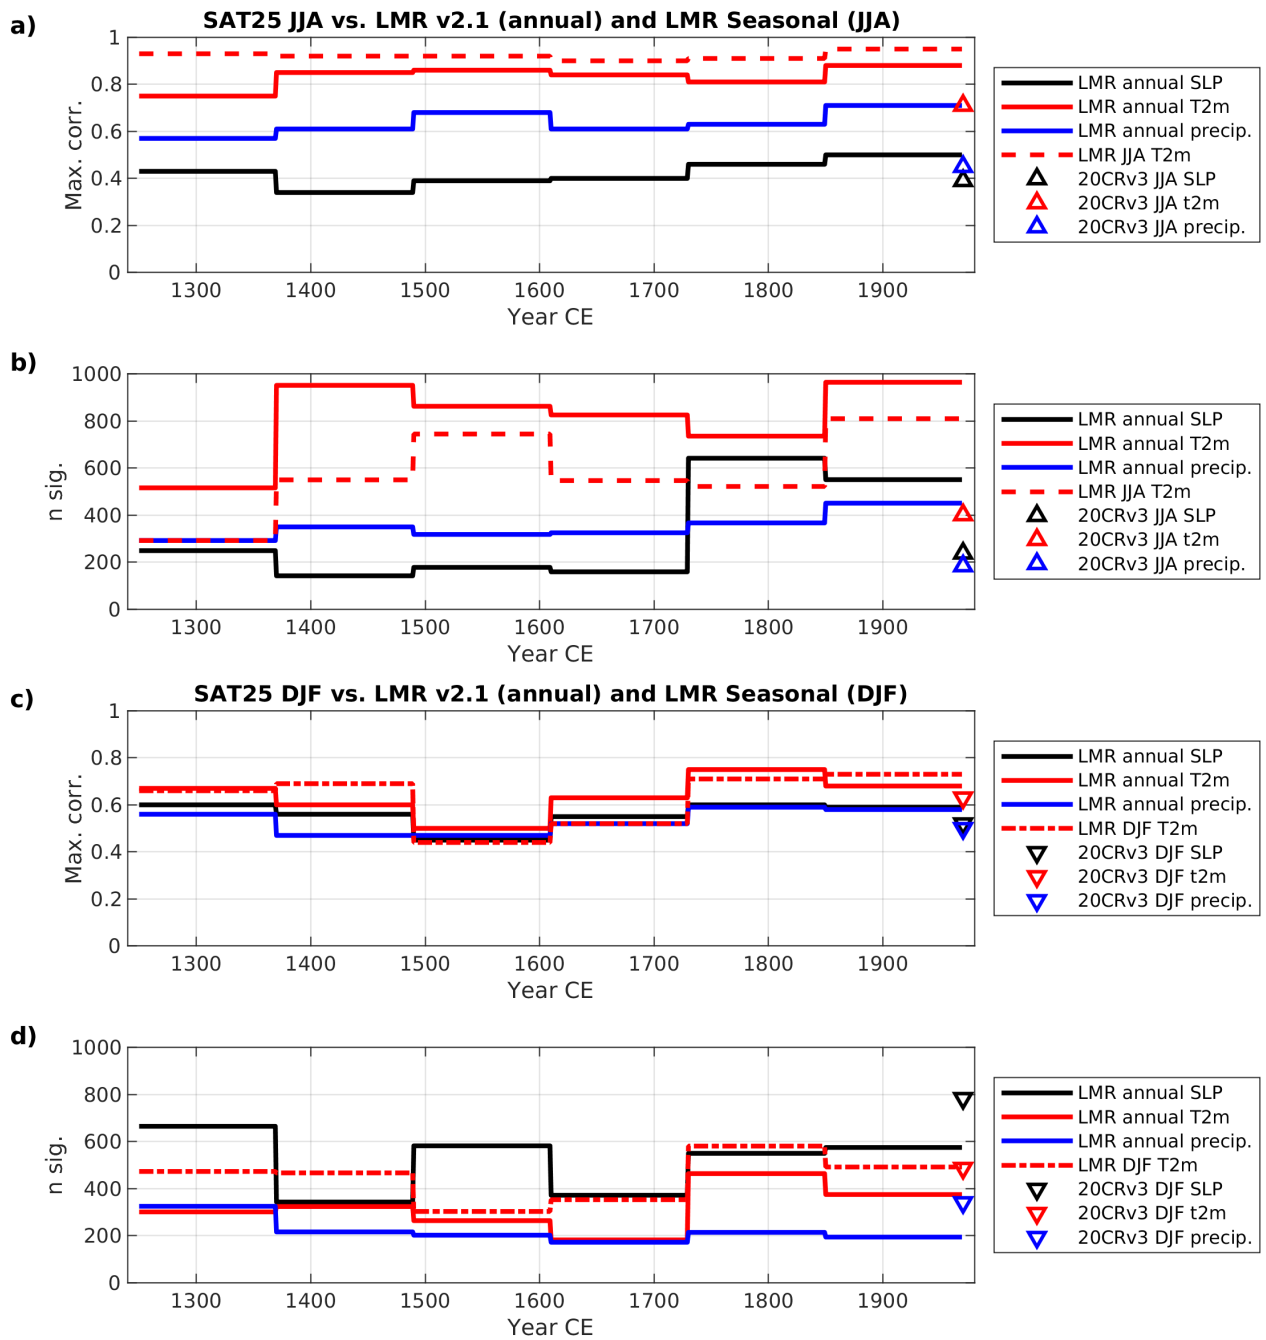 a)
SAT25 JJA vs. LMR v2.1 (annual) and LMR Seasonal (JJA)
Max. corr.
1
0.8
0.6
0.4
0.2
0
1300 1400 1500 1600 1700 1800 1900
Year CE
LMR annual SLP
LMR annual T2m
LMR annual precip.
LMR JJA T2m
20CRv3 JJA SLP
20CRv3 JJA t2m
20CRv3 JJA precip.
b)
n sig.
1000
800
600
400
200
0
1300 1400 1500 1600 1700 1800 1900
Year CE
LMR annual SLP
LMR annual T2m
LMR annual precip.
LMR JJA T2m
20CRv3 JJA SLP
20CRv3 JJA t2m
20CRv3 JJA precip.
c)
SAT25 DJF vs. LMR v2.1 (annual) and LMR Seasonal (DJF)
Max. corr.
1
0.8
0.6
0.4
0.2
0
1300 1400 1500 1600 1700 1800 1900
Year CE
LMR annual SLP
LMR annual T2m
LMR annual precip.
LMR DJF T2m
20CRv3 DJF SLP
20CRv3 DJF t2m
20CRv3 DJF precip.
d)
n sig.
1000
800
600
400
200
0
1300 1400 1500 1600 1700 1800 1900
Year CE
LMR annual SLP
LMR annual T2m
LMR annual precip.
LMR DJF T2m
20CRv3 DJF SLP
20CRv3 DJF t2m
20CRv3 DJF precip.